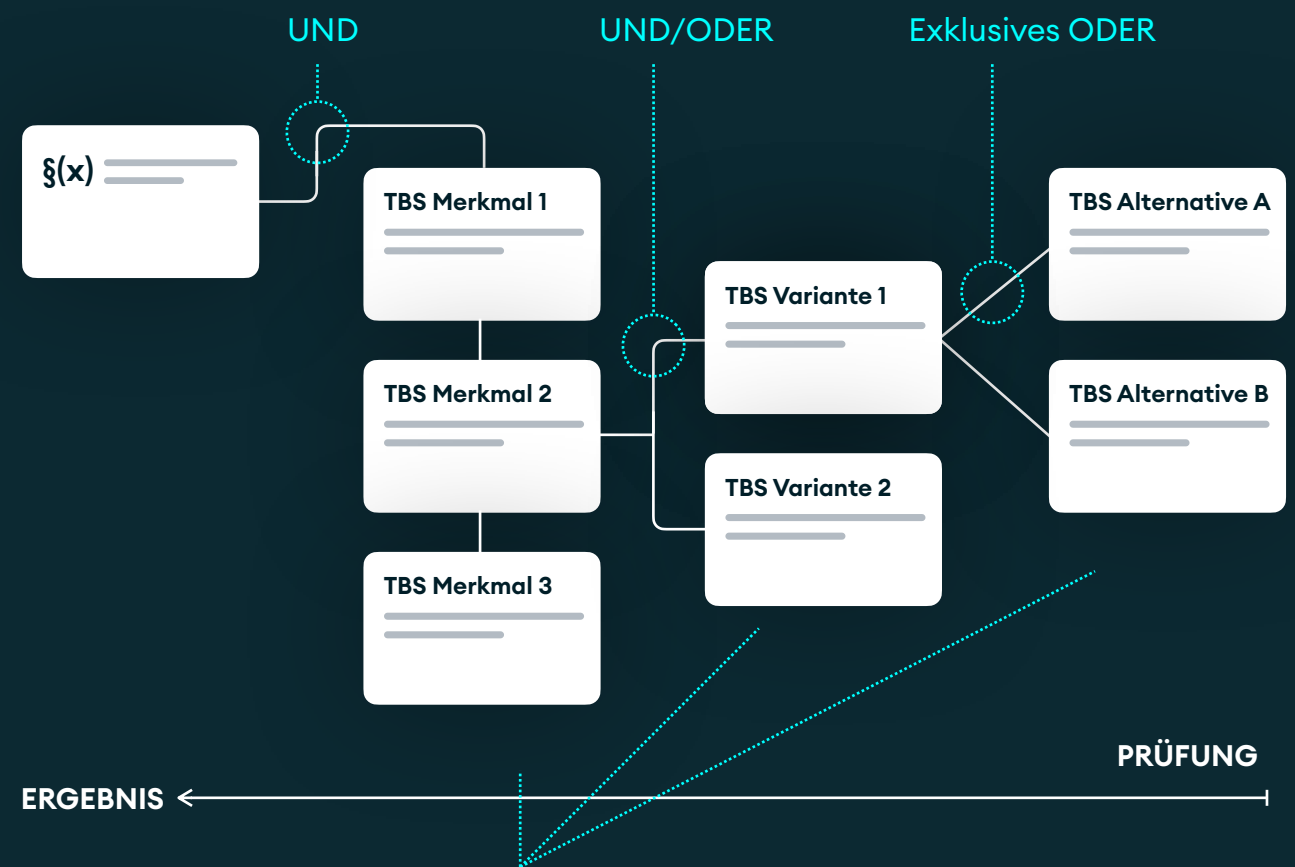 UND
UND/ODER
Exklusives ODER
§(x)
TBS Merkmal 1
TBS Merkmal 2
TBS Merkmal 3
TBS Variante 1
TBS Variante 2
TBS Alternative A
TBS Alternative B
PRÜFUNG
ERGEBNIS